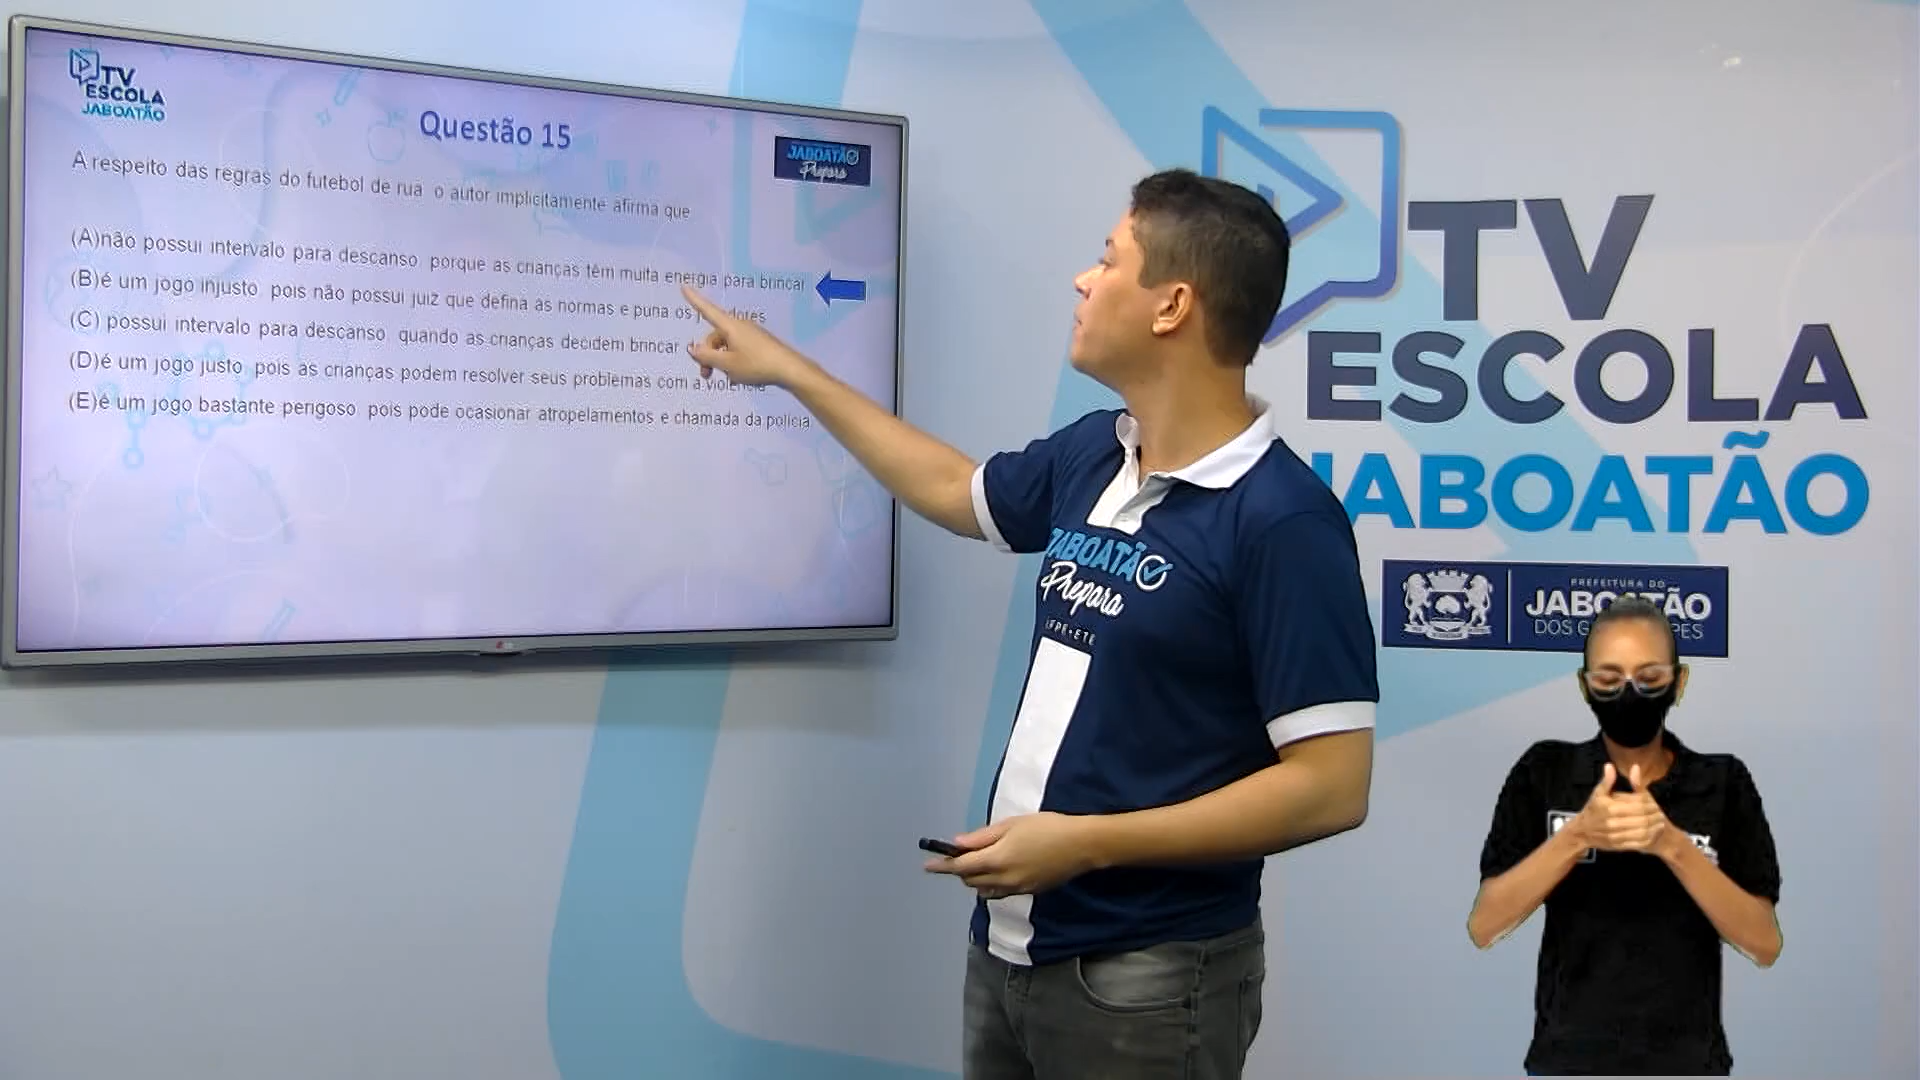 TV
ESCOLA
JABOATÃO
Questão 15
JABOATÃO
Prepara
A respeito das regras do futebol de rua o autor implicitamente afirma que
(A)não possui intervalo para descanso porque as crianças têm muita energia para brincar
(B)é um jogo injusto pois não possui juiz que defina as normas e puna os
(C) possui intervalo para descanso quando as crianças decidem brincar
(D)é um jogo justo pois as crianças podem resolver seus problemas com a violência
(E)é um jogo bastante perigoso pois pode ocasionar atropelamentos e chamada da polícia
TV
ESCOLA
JABOATÃO
PREFEITURA DO
JABOATÃO
DOS
JABOATÃO
Prepara
IFPE•ETE